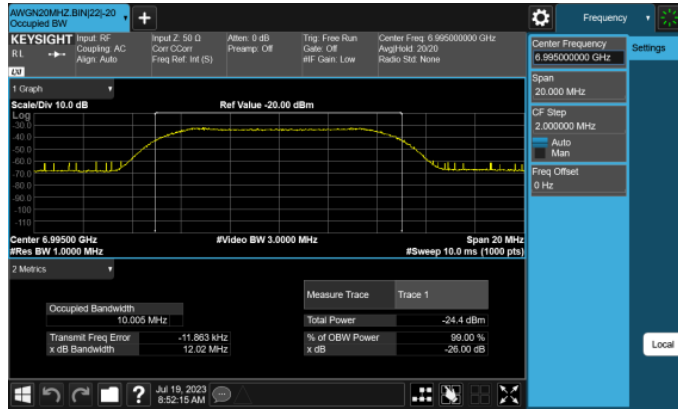 AWGN20MHZ.BIN|22|-20
Occupied BW
Frequency
KEYSIGHT
RL
Input: RF
Coupling: AC
Align: Auto
Input Z: 50 Ω
Corr CCorr
Freq Ref: Int (S)
Atten: 0 dB
Preamp: Off
Trig: Free Run
Gate: Off
#IF Gain: Low
Center Freq: 6.995000000 GHz
Avg|Hold: 20/20
Radio Std: None
LXI
Center Frequency
6.995000000 GHz
Settings
Span
20.000 MHz
CF Step
2.000000 MHz
Auto
Man
Freq Offset
0 Hz
Local
1 Graph
Scale/Div 10.0 dB
Ref Value -20.00 dBm
Log
-30.0
-40.0
-50.0
-60.0
-70.0
-80.0
-90.0
-100
-110
Center 6.99500 GHz
#Video BW 3.0000 MHz
Span 20 MHz
#Res BW 1.0000 MHz
#Sweep 10.0 ms (1000 pts)
2 Metrics
Measure Trace
Trace 1
Occupied Bandwidth
10.005 MHz
Total Power
-24.4 dBm
Transmit Freq Error
-11.863 kHz
% of OBW Power
99.00 %
x dB Bandwidth
12.02 MHz
x dB
-26.00 dB
?
Jul 19, 2023
8:52:15 AM